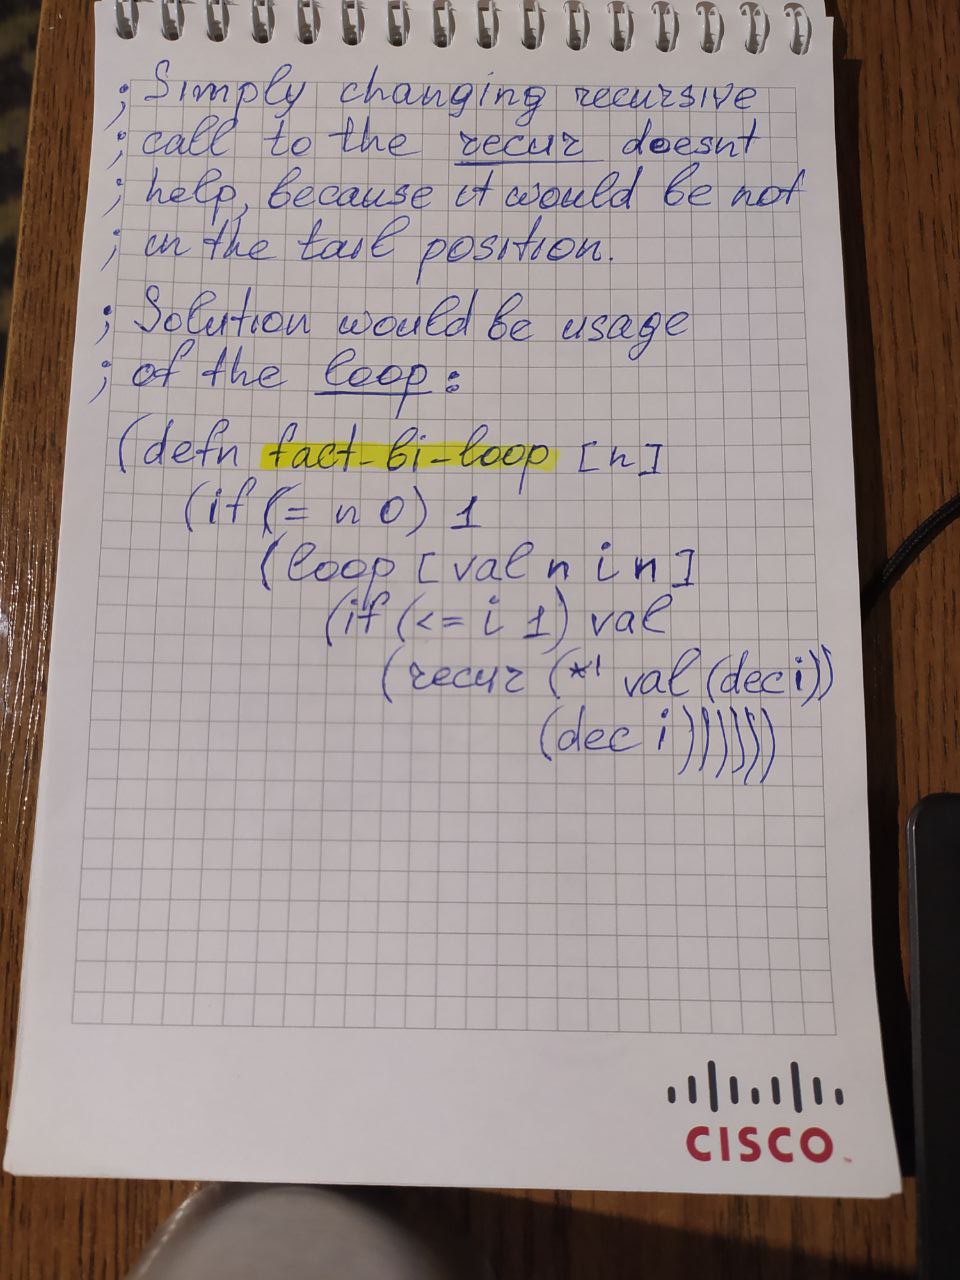 ; Simply changing recursive
; call to the recur doesnt
; help, because it would be not
; in the tail position.
; Solution would be usage
; of the loop:
(defn fact-bi-loop [n]
(if (= n 0) 1
(loop [val n i n]
(if (<= i 1) val
(recur (*' val (dec i))
(dec i))))))
CISCO